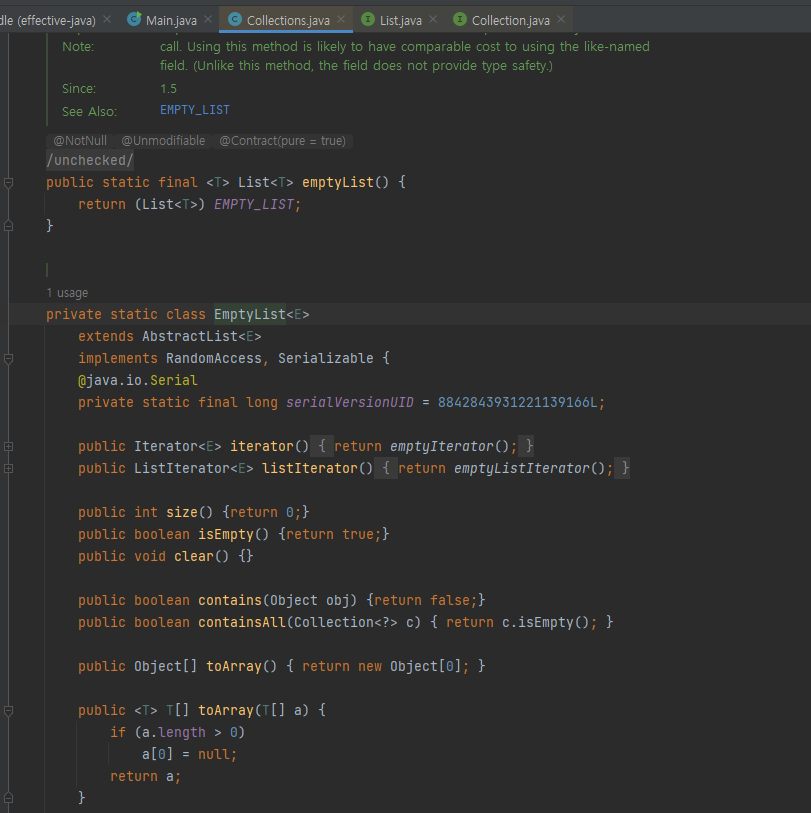 dle (effective-java) Main.java Collections.java List.java Collection.java
Note: call. Using this method is likely to have comparable cost to using the like-named
field. (Unlike this method, the field does not provide type safety.)
Since: 1.5
See Also: EMPTY_LIST
@NotNull @Unmodifiable @Contract(pure = true)
/unchecked/
public static final <T> List<T> emptyList() {
return (List<T>) EMPTY_LIST;
}
1 usage
private static class EmptyList<E>
extends AbstractList<E>
implements RandomAccess, Serializable {
@java.io.Serial
private static final long serialVersionUID = 8842843931221139166L;
public Iterator<E> iterator() { return emptyIterator(); }
public ListIterator<E> listIterator() { return emptyListIterator(); }
public int size() {return 0;}
public boolean isEmpty() {return true;}
public void clear() {}
public boolean contains(Object obj) {return false;}
public boolean containsAll(Collection<?> c) { return c.isEmpty(); }
public Object[] toArray() { return new Object[0]; }
public <T> T[] toArray(T[] a) {
if (a.length > 0)
a[0] = null;
return a;
}